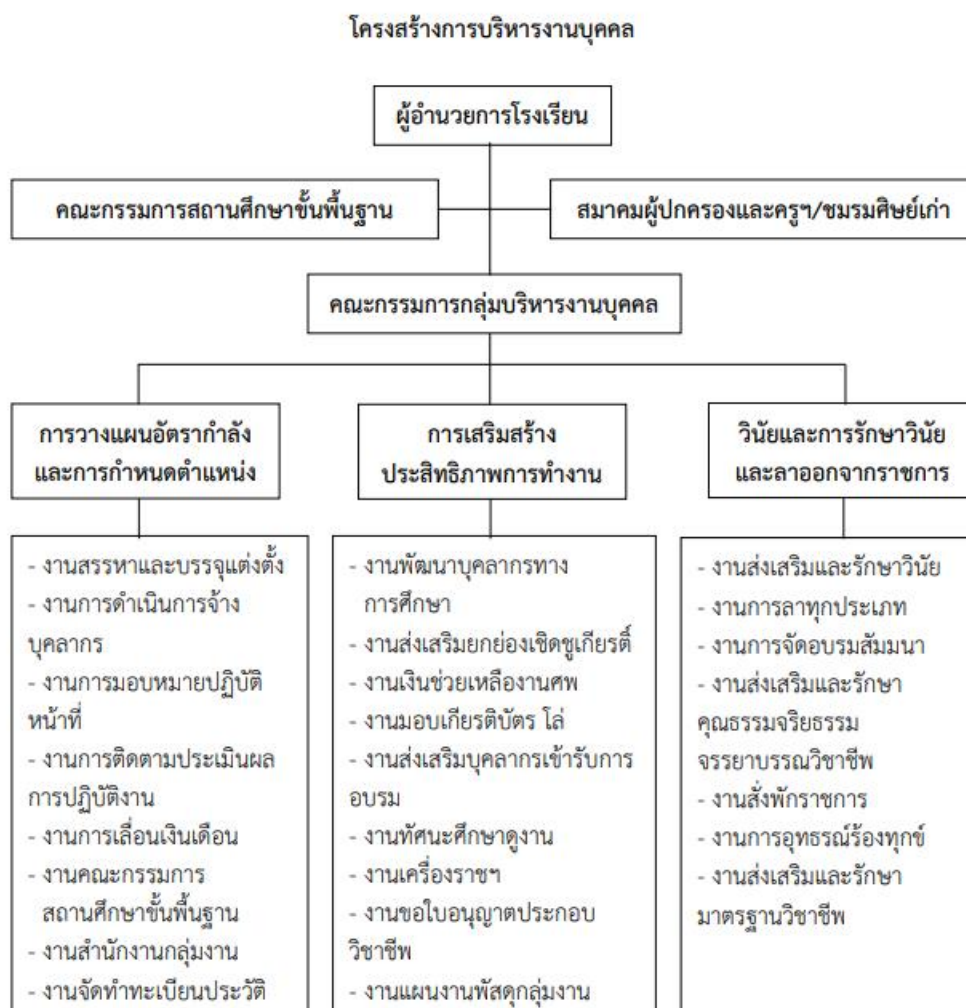 โครงสร้างการบริหารงานบุคคล
ผู้อำนวยการโรงเรียน
คณะกรรมการสถานศึกษาขั้นพื้นฐาน
สมาคมผู้ปกครองและครูฯ/ชมรมศิษย์เก่า
คณะกรรมการกลุ่มบริหารงานบุคคล
การวางแผนอัตรากำลัง
และการกำหนดตำแหน่ง
การเสริมสร้าง
ประสิทธิภาพการทำงาน
วินัยและการรักษาวินัย
และลาออกจากราชการ
- งานสรรหาและบรรจุแต่งตั้ง
- งานการดำเนินการจ้าง
บุคลากร
- งานการมอบหมายปฏิบัติ
หน้าที่
- งานการติดตามประเมินผล
การปฏิบัติงาน
- งานการเลื่อนเงินเดือน
- งานคณะกรรมการ
สถานศึกษาขั้นพื้นฐาน
- งานสำนักงานกลุ่มงาน
- งานจัดทำทะเบียนประวัติ
- งานพัฒนาบุคลากรทาง
การศึกษา
- งานส่งเสริมยกย่องเชิดชูเกียรติ์
- งานเงินช่วยเหลืองานศพ
- งานมอบเกียรติบัตร โล่
- งานส่งเสริมบุคลากรเข้ารับการ
อบรม
- งานทัศนะศึกษาดูงาน
- งานเครื่องราชฯ
- งานขอใบอนุญาตประกอบ
วิชาชีพ
- งานแผนงานพัสดุกลุ่มงาน
- งานส่งเสริมและรักษาวินัย
- งานการลาทุกประเภท
- งานการจัดอบรมสัมมนา
- งานส่งเสริมและรักษา
คุณธรรมจริยธรรม
จรรยาบรรณวิชาชีพ
- งานสั่งพักราชการ
- งานการอุทธรณ์ร้องทุกข์
- งานส่งเสริมและรักษา
มาตรฐานวิชาชีพ